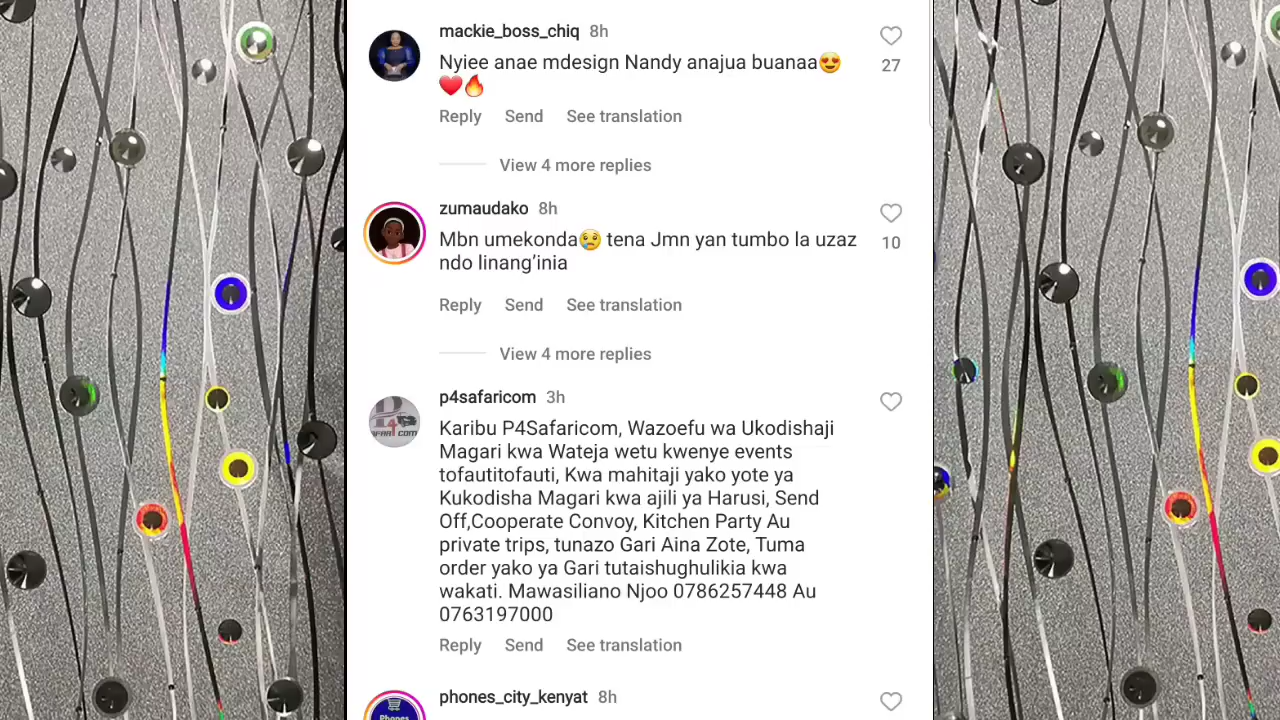 mackie_boss_chiq 8h
Nyiee anae mdesign Nandy anajua buanaa😍
❤️🔥
27
Reply Send See translation
View 4 more replies
zumaudako 8h
Mbn umekonda😢 tena Jmn yan tumbo la uzaz
ndo linang’inia
10
Reply Send See translation
View 4 more replies
p4safaricom 3h
Karibu P4Safaricom, Wazoefu wa Ukodishaji
Magari kwa Wateja wetu kwenye events
tofautitofauti, Kwa mahitaji yako yote ya
Kukodisha Magari kwa ajili ya Harusi, Send
Off,Cooperate Convoy, Kitchen Party Au
private trips, tunazo Gari Aina Zote, Tuma
order yako ya Gari tutaishughulikia kwa
wakati. Mawasiliano Njoo 0786257448 Au
0763197000
Reply Send See translation
phones_city_kenyat 8h
Phones